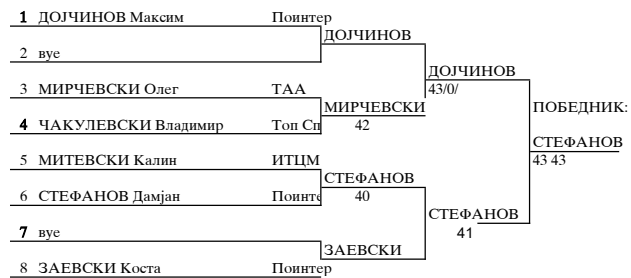 1 ДОЈЧИНОВ Максим Поинтер
ДОЈЧИНОВ
2 вуе
ДОЈЧИНОВ
43/0/
3 МИРЧЕВСКИ Олег ТАА
МИРЧЕВСКИ
42
4 ЧАКУЛЕВСКИ Владимир Топ Сп
ПОБЕДНИК:
СТЕФАНОВ
43 43
5 МИТЕВСКИ Калин ИТЦМ
СТЕФАНОВ
40
6 СТЕФАНОВ Дамјан Поинте
СТЕФАНОВ
41
7 вуе
ЗАЕВСКИ
8 ЗАЕВСКИ Коста Поинтер